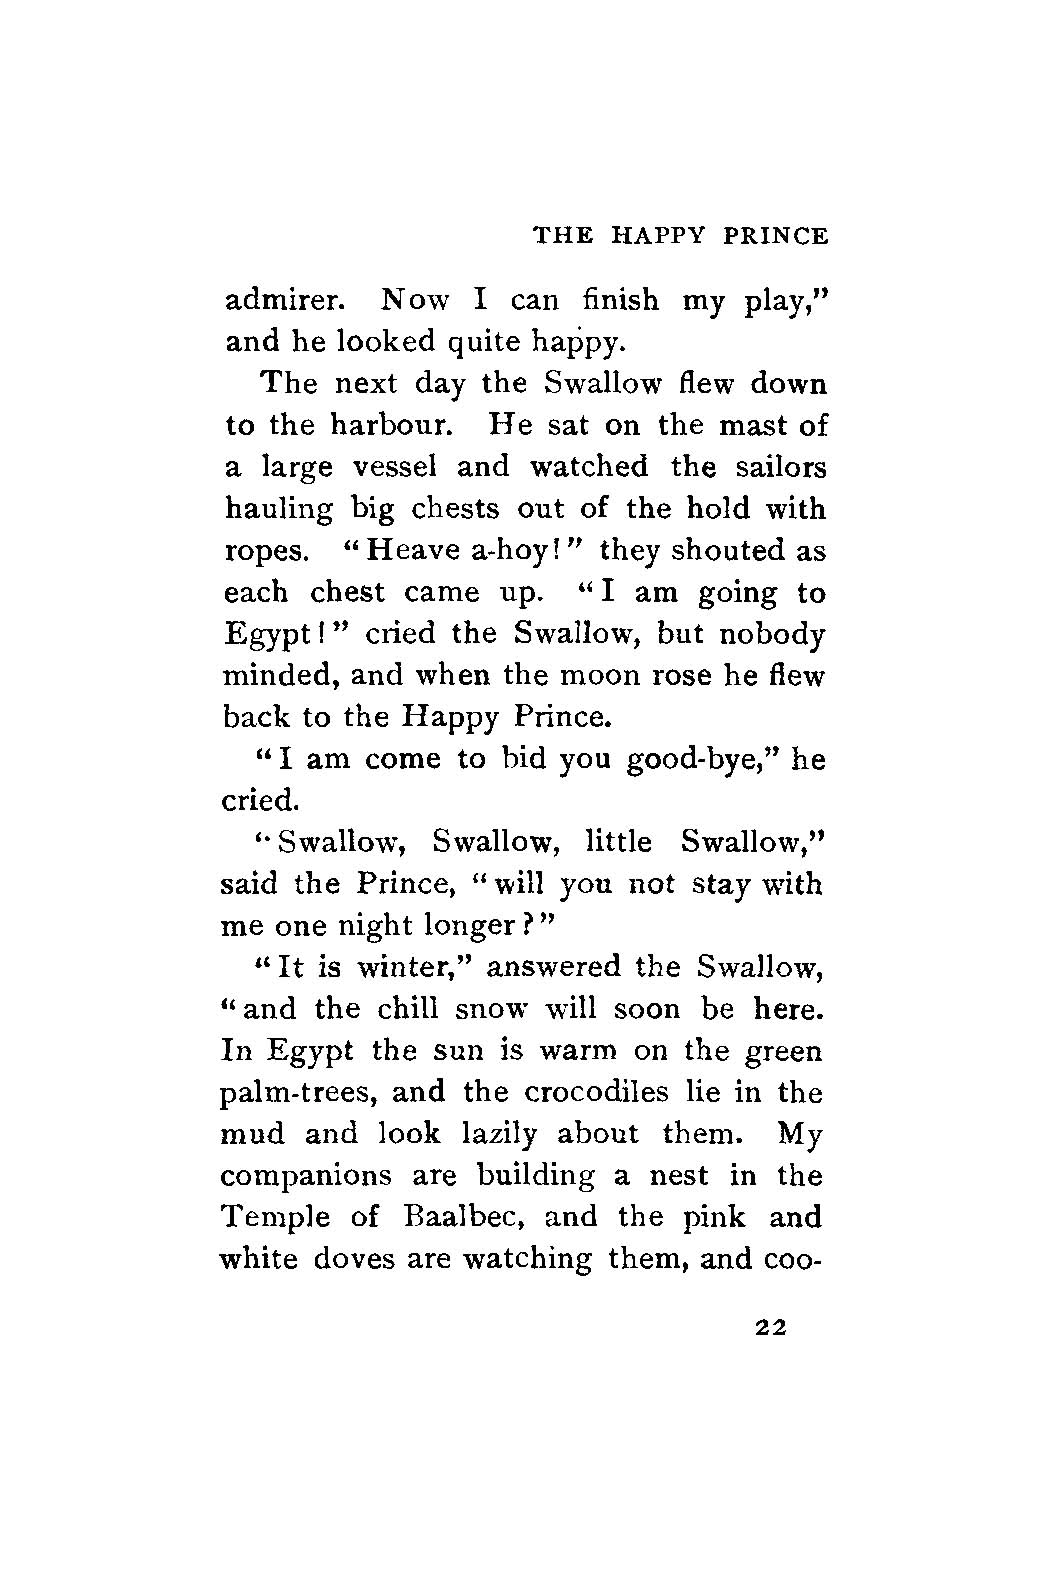 THE HAPPY PRINCE
admirer. Now I can finish my play,”
and he looked quite happy.
The next day the Swallow flew down
to the harbour. He sat on the mast of
a large vessel and watched the sailors
hauling big chests out of the hold with
ropes. “Heave a-hoy!” they shouted as
each chest came up. “I am going to
Egypt!” cried the Swallow, but nobody
minded, and when the moon rose he flew
back to the Happy Prince.
“I am come to bid you good-bye,” he
cried.
“Swallow, Swallow, little Swallow,”
said the Prince, “will you not stay with
me one night longer?”
“It is winter,” answered the Swallow,
“and the chill snow will soon be here.
In Egypt the sun is warm on the green
palm-trees, and the crocodiles lie in the
mud and look lazily about them. My
companions are building a nest in the
Temple of Baalbec, and the pink and
white doves are watching them, and coo-
22